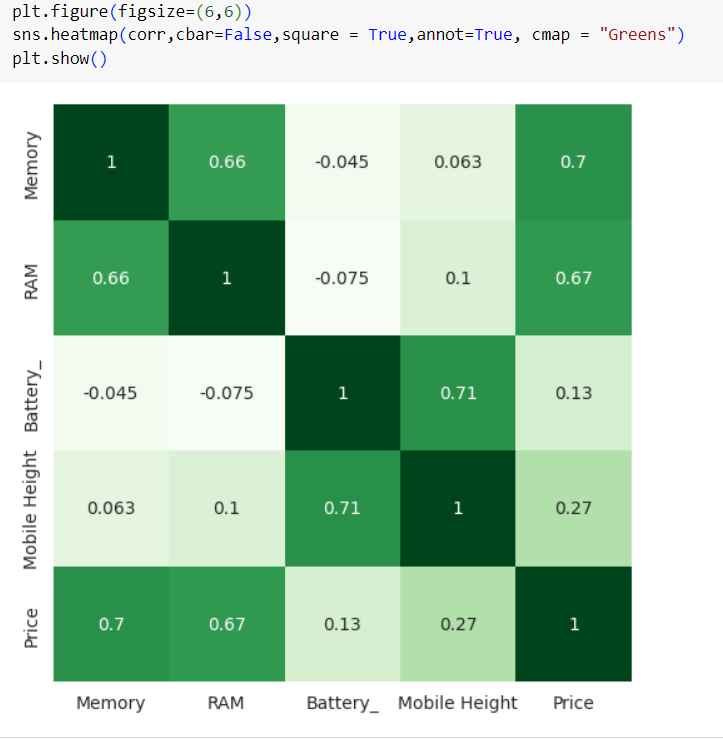 plt.figure(figsize=(6,6))
sns.heatmap(corr,cbar=False,square = True,annot=True, cmap = "Greens")
plt.show()
Memory 1 0.66 -0.045 0.063 0.7
RAM 0.66 1 -0.075 0.1 0.67
Battery_ -0.045 -0.075 1 0.71 0.13
Mobile Height 0.063 0.1 0.71 1 0.27
Price 0.7 0.67 0.13 0.27 1
Memory RAM Battery_ Mobile Height Price